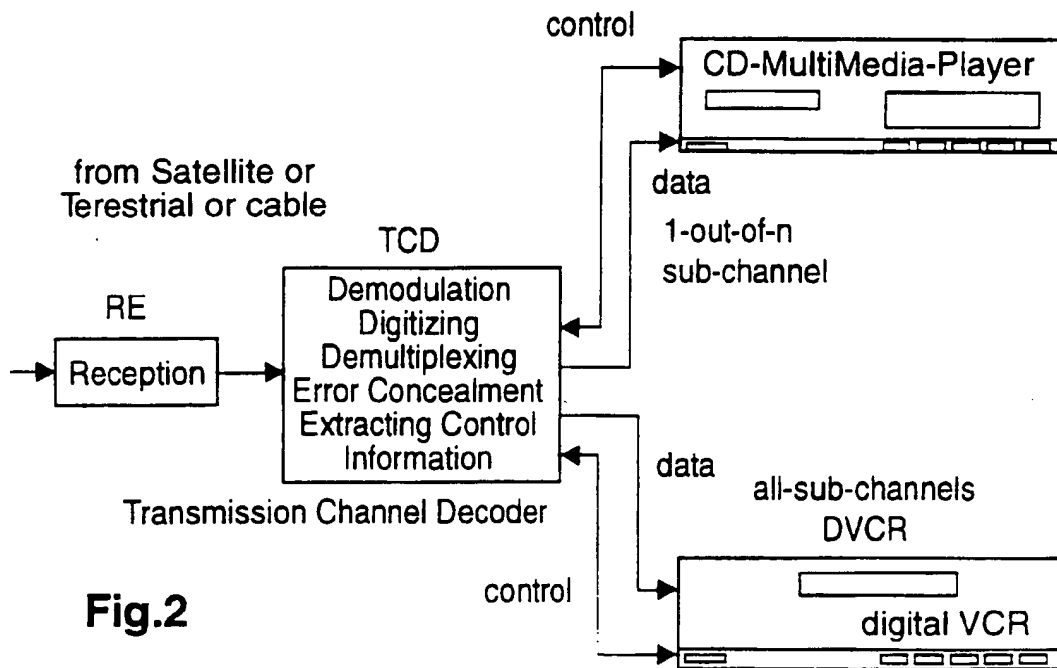 control
CD-MultiMedia-Player
from Satellite or
Terestrial or cable
data
1-out-of-n
sub-channel
TCD
RE
Demodulation
Digitizing
Demultiplexing
Error Concealment
Extracting Control
Information
Reception
Transmission Channel Decoder
data
all-sub-channels
DVCR
control
digital VCR
Fig.2